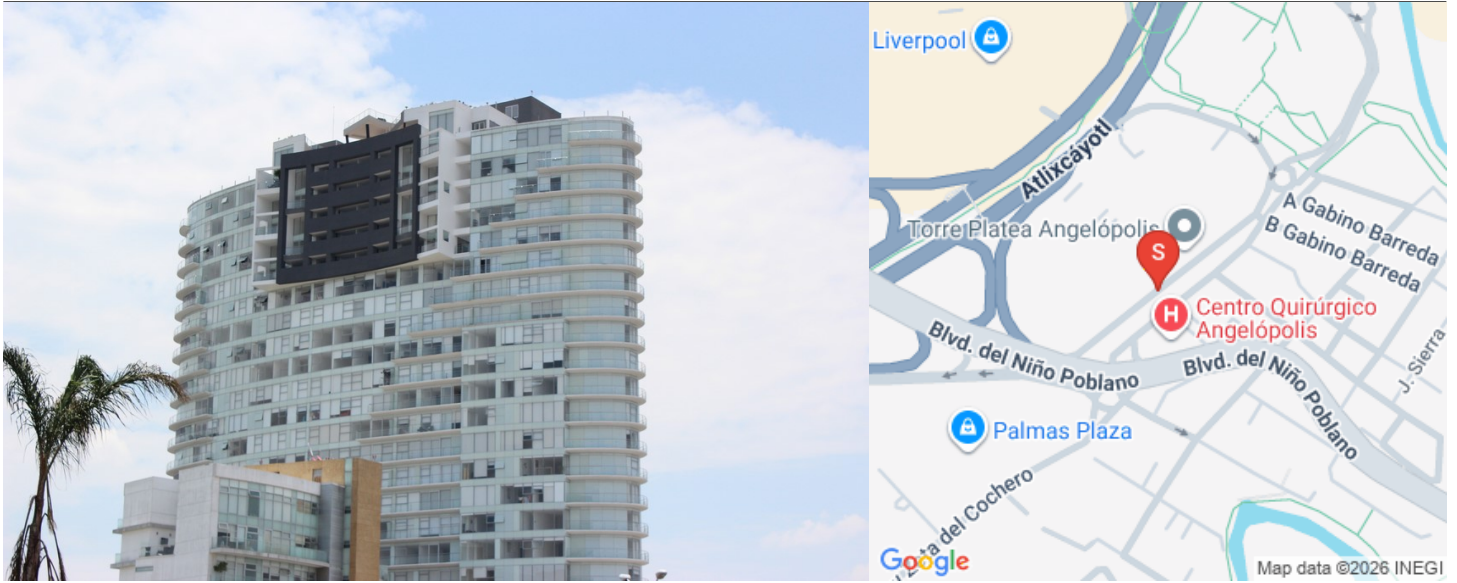 Liverpool
Atlixcáyotl
Torre Platea Angelópolis
A Gabino Barreda
B Gabino Barreda
S
H
Centro Quirúrgico
Angelópolis
J. Sierra
Blvd. del Niño Poblano
Blvd. del Niño Poblano
Palmas Plaza
del Cochero
Google
Map data ©2026 INEGI